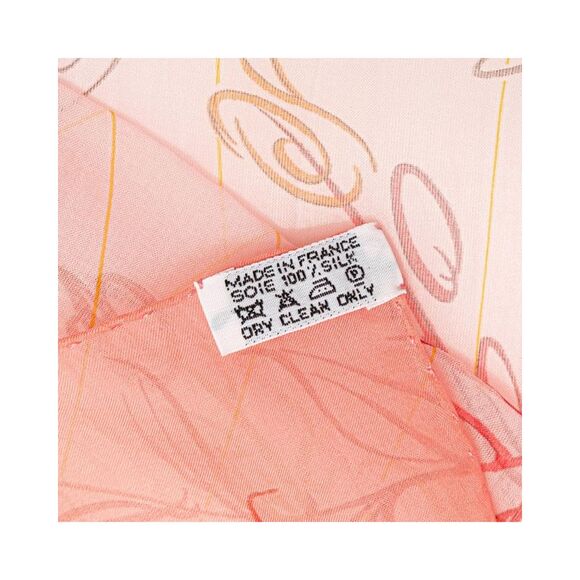 MADE IN FRANCE
SOIE 100 % SILK
P
DRY CLEAN ONLY